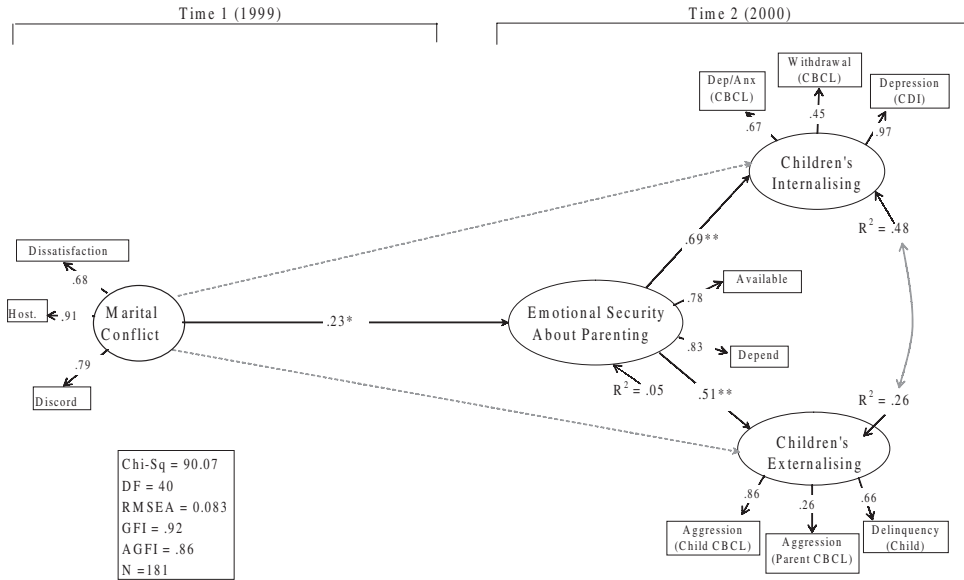 Time 1 (1999)
Time 2 (2000)
Dep/Anx
(CBCL)
Withdrawal
(CBCL)
Depression
(CDI)
.67
.45
.97
Children's
Internalising
R² = .48
.69**
Dissatisfaction
.68
Host.
.91
Marital
Conflict
.79
Discord
.23*
Emotional Security
About Parenting
.78
Available
.83
Depend
R² = .05
.51**
R² = .26
Children's
Externalising
.86
.26
.66
Aggression
(Child CBCL)
Aggression
(Parent CBCL)
Delinquency
(Child)
Chi-Sq = 90.07
DF = 40
RMSEA = 0.083
GFI = .92
AGFI = .86
N =181